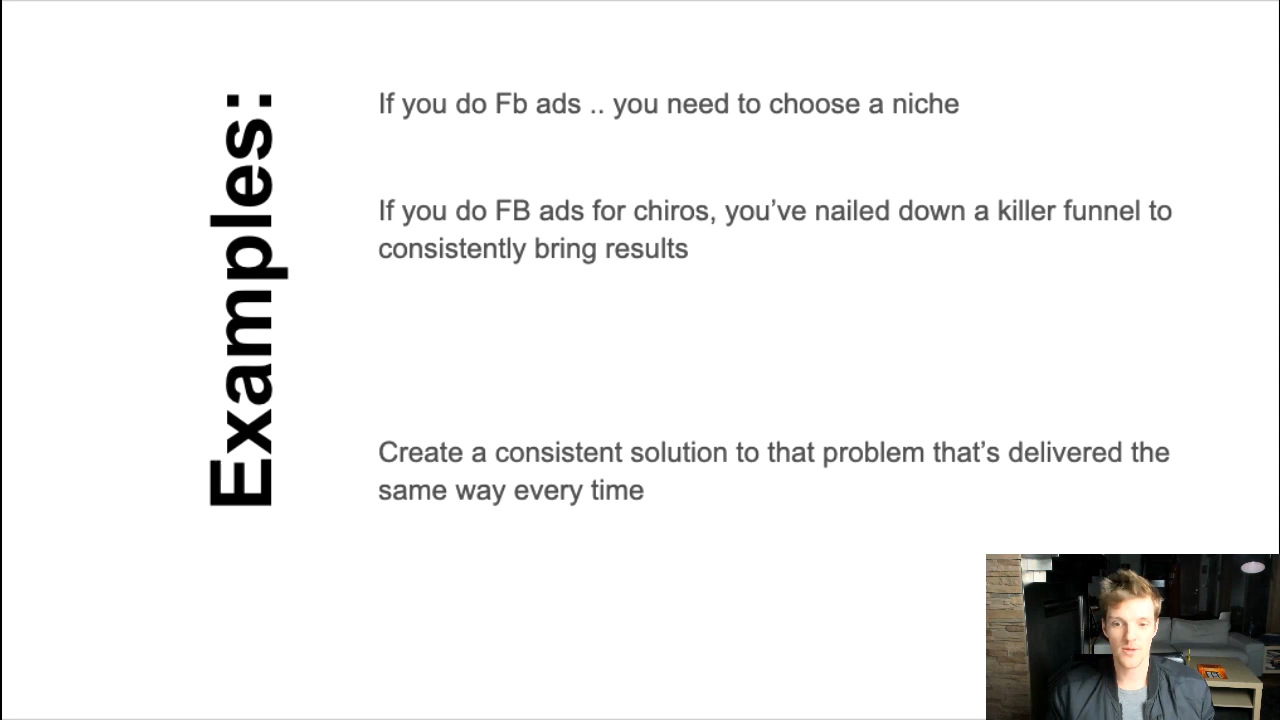 Examples:
If you do Fb ads .. you need to choose a niche
If you do FB ads for chiros, you’ve nailed down a killer funnel to
consistently bring results
Create a consistent solution to that problem that’s delivered the
same way every time